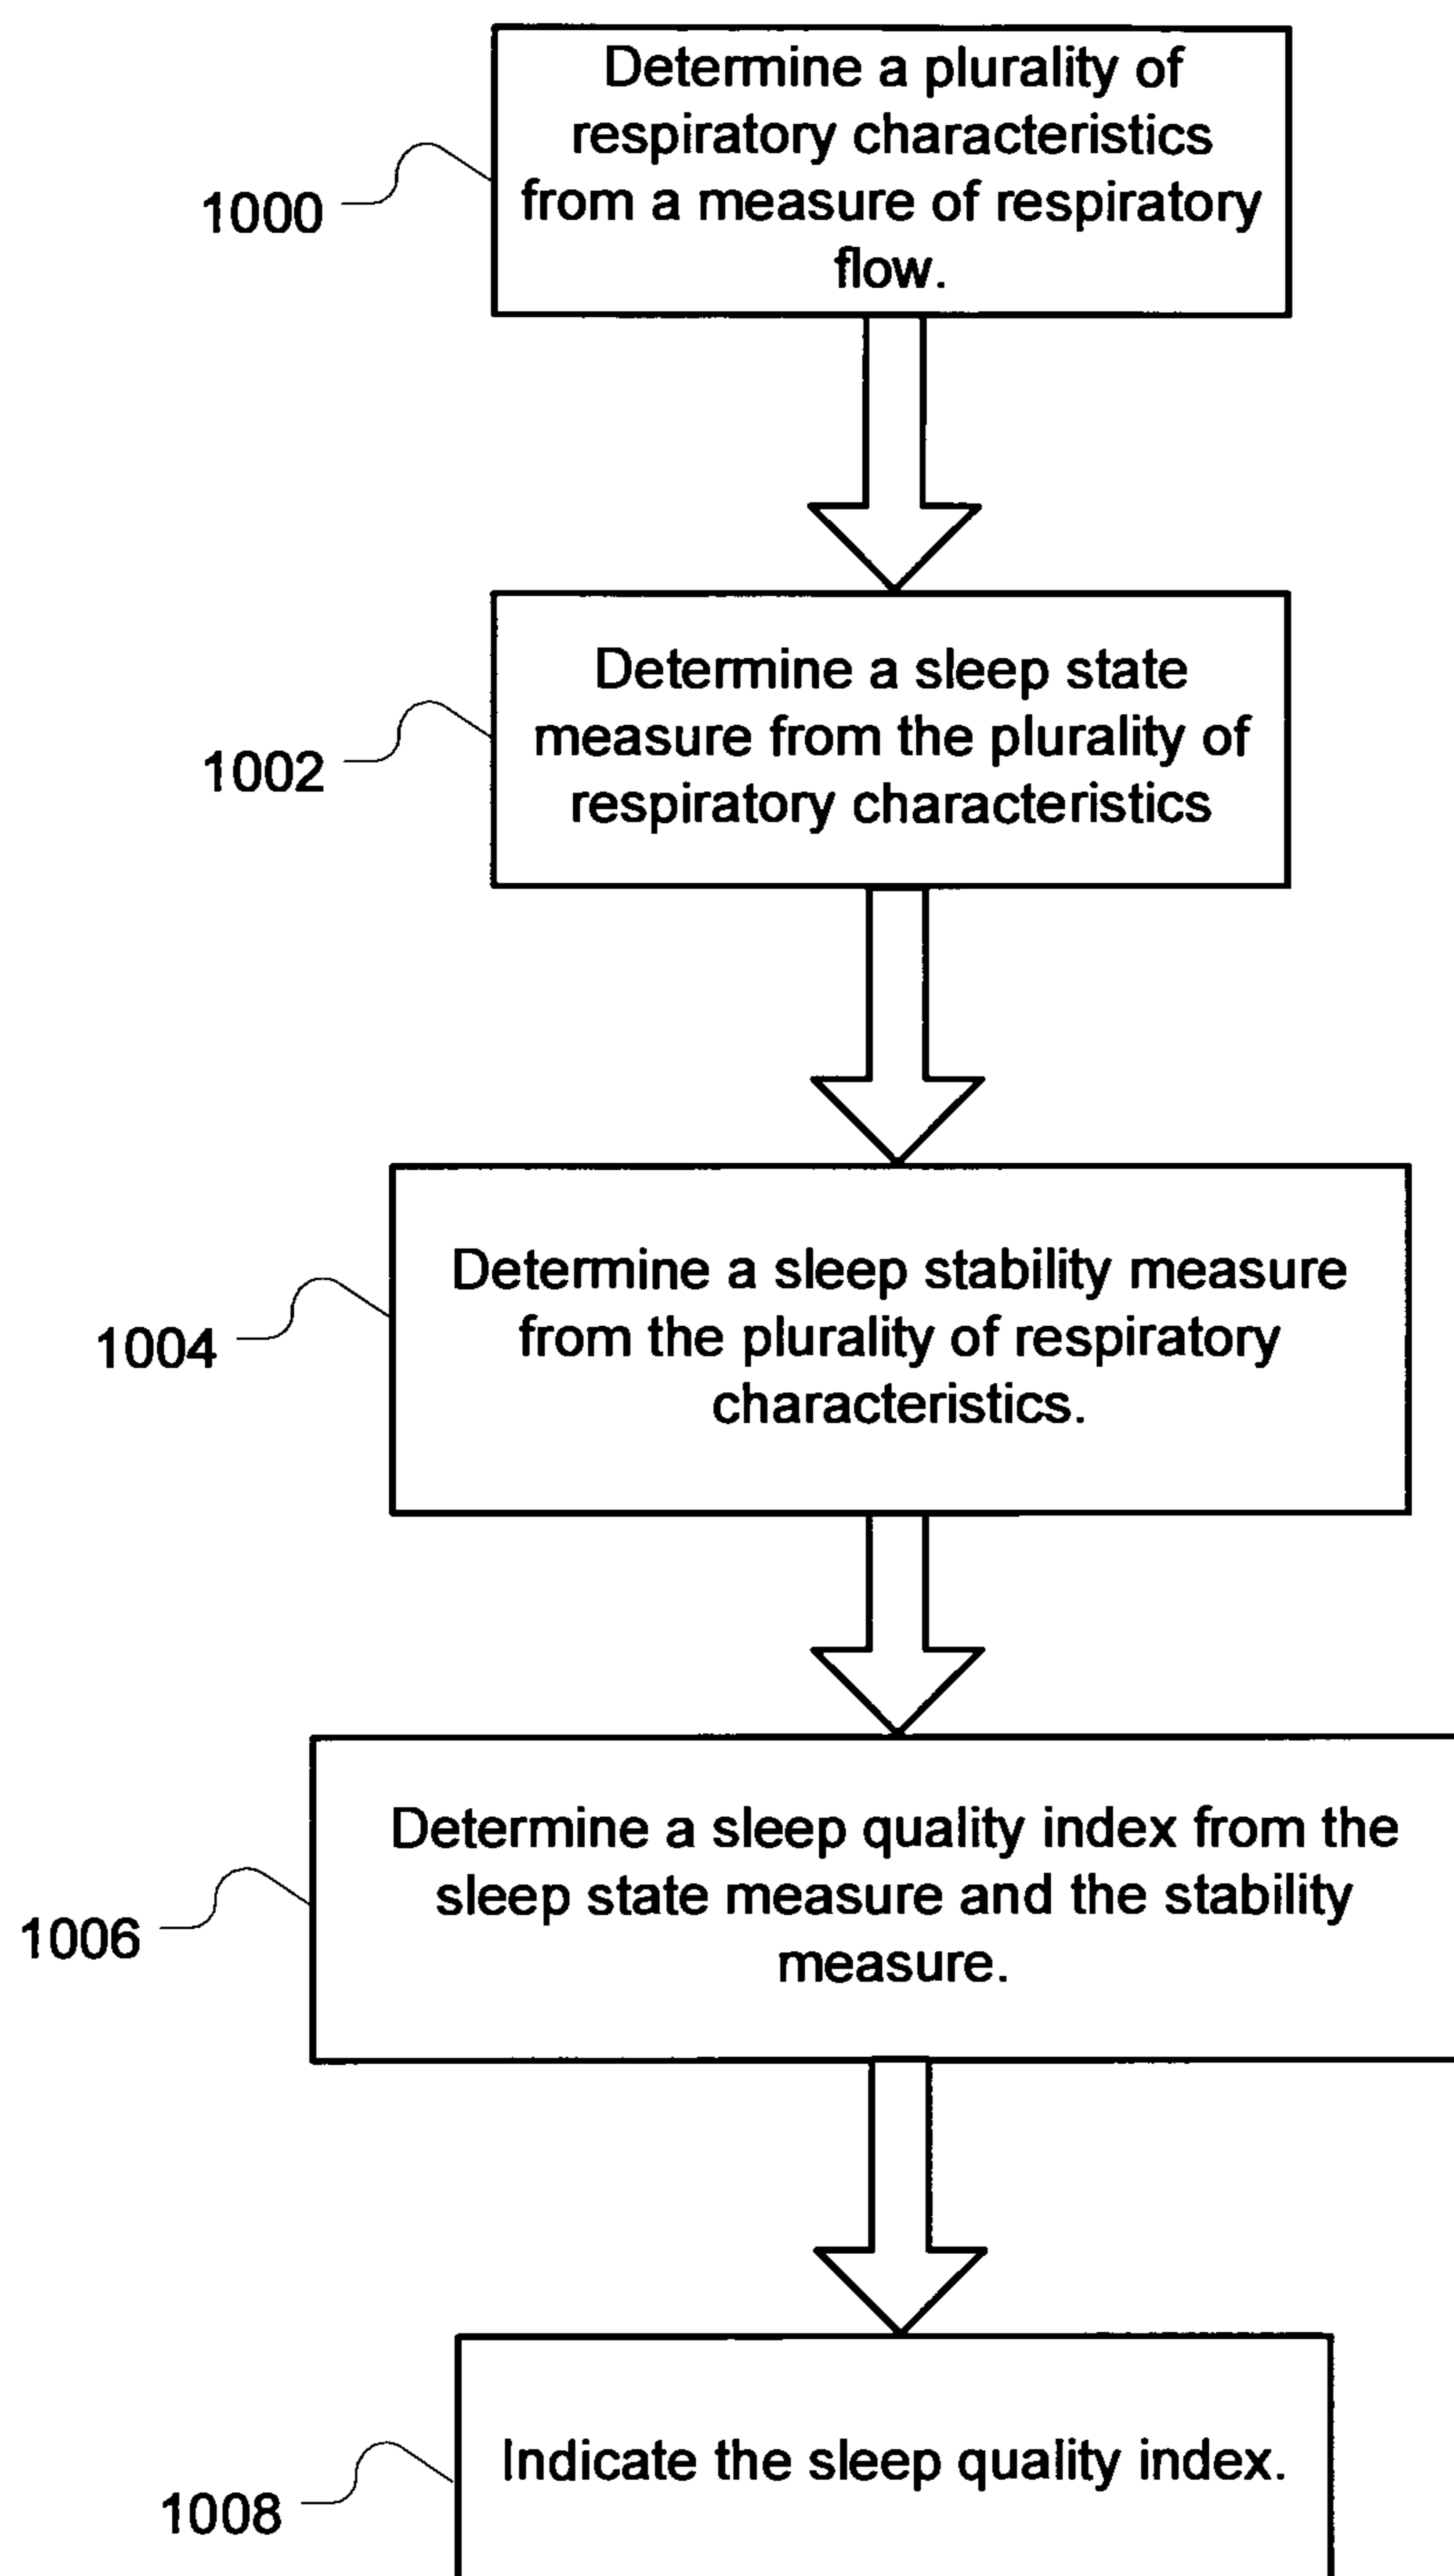 Determine a plurality of
respiratory characteristics
from a measure of respiratory
flow.
1000
Determine a sleep state
measure from the plurality of
respiratory characteristics
1002
Determine a sleep stability measure
from the plurality of respiratory
characteristics.
1004
Determine a sleep quality index from the
sleep state measure and the stability
measure.
1006
Indicate the sleep quality index.
1008